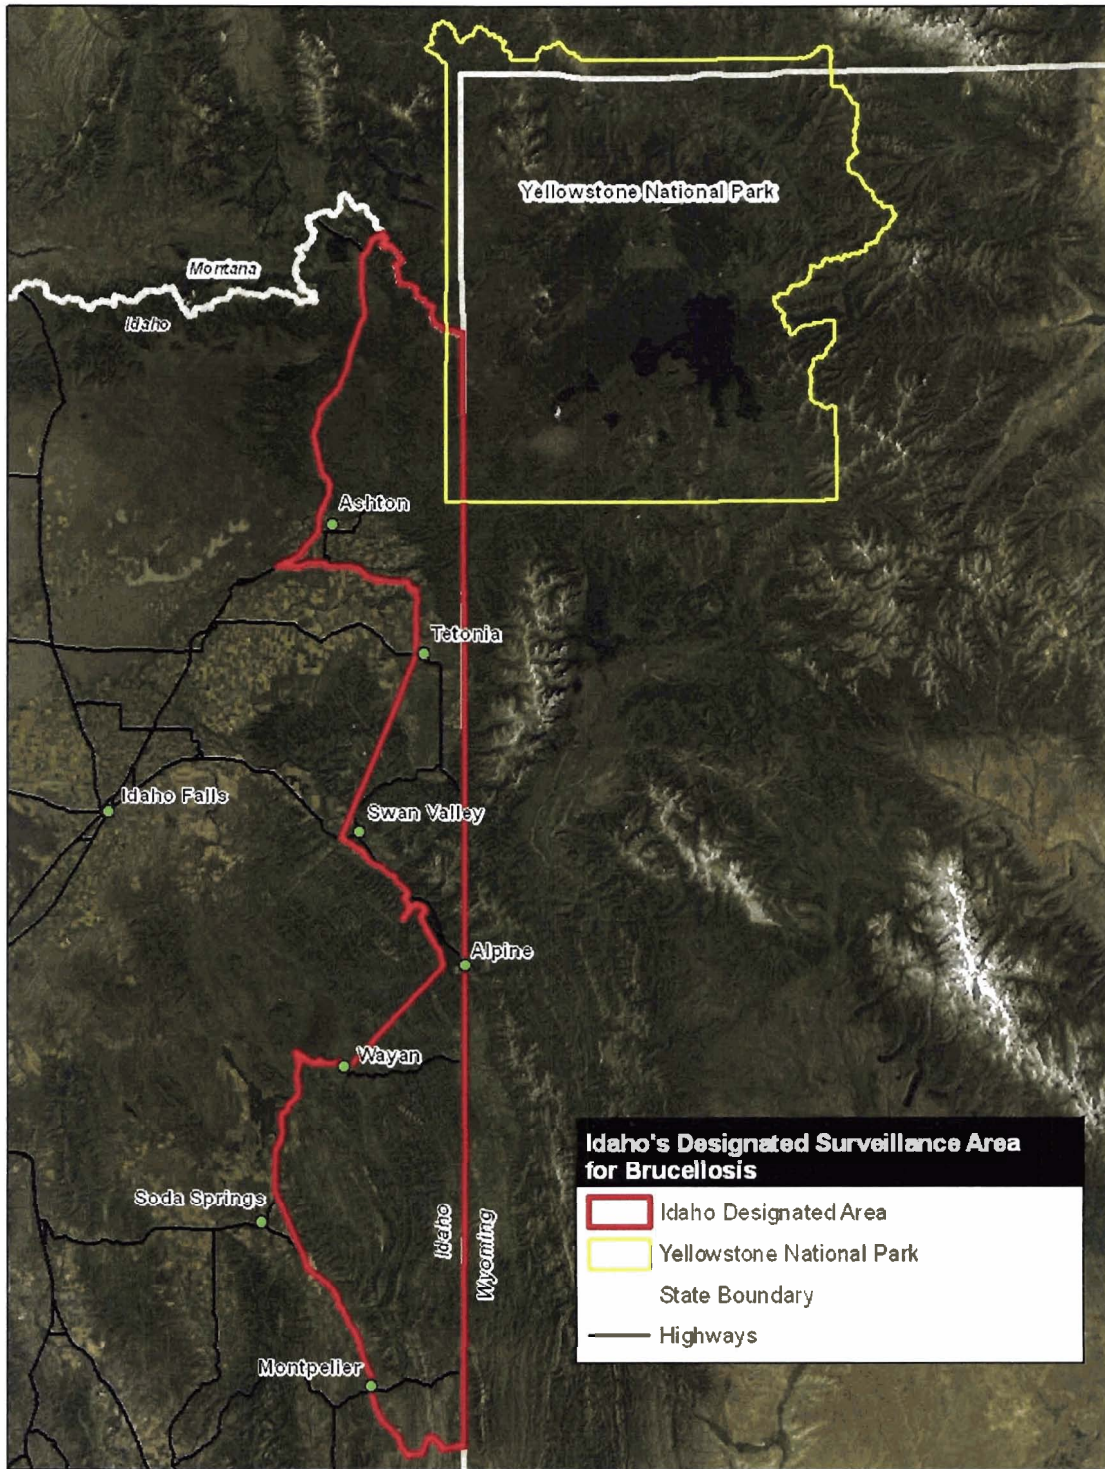 Yellowstone National Park
Montana
Idaho
Ashton
Tetonia
Idaho Falls
Swan Valley
Alpine
Wayan
Soda Springs
Idaho
Wyoming
Montpelier
Idaho's Designated Surveillance Area
for Brucellosis
Idaho Designated Area
Yellowstone National Park
State Boundary
Highways